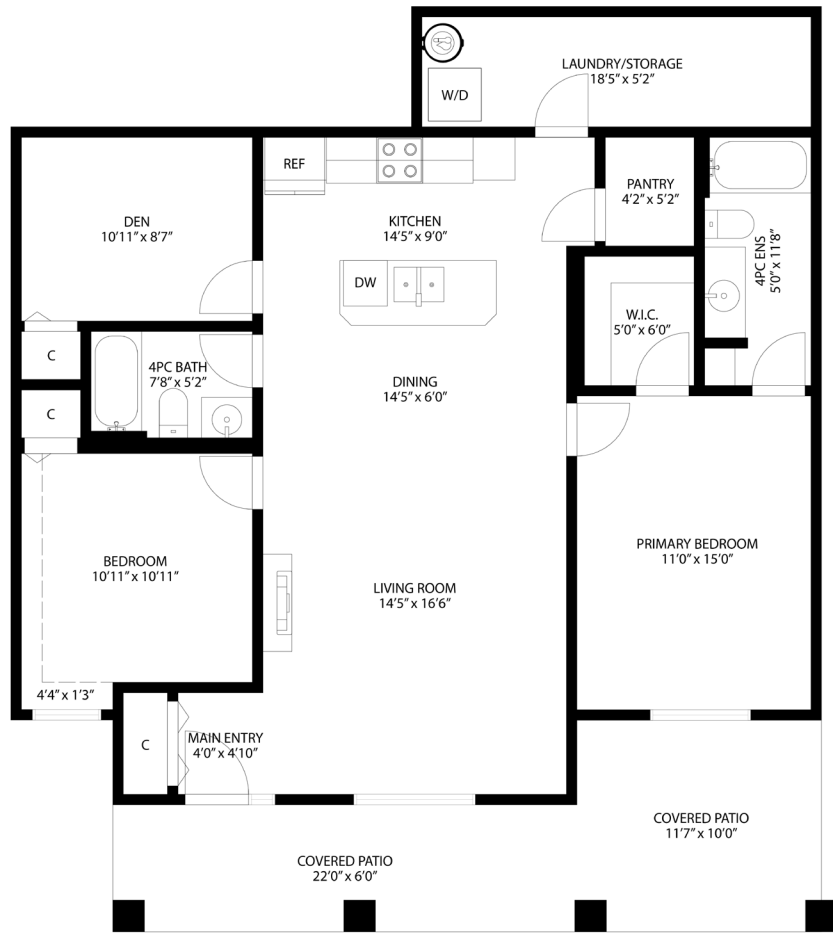 LAUNDRY/STORAGE
18'5" x 5'2"
W/D
REF
PANTRY
4'2" x 5'2"
DEN
10'11" x 8'7"
KITCHEN
14'5" x 9'0"
4PC ENS
5'0" x 11'8"
DW
W.I.C.
5'0" x 6'0"
C
4PC BATH
7'8" x 5'2"
DINING
14'5" x 6'0"
C
BEDROOM
10'11" x 10'11"
PRIMARY BEDROOM
11'0" x 15'0"
LIVING ROOM
14'5" x 16'6"
4'4" x 1'3"
C
MAIN ENTRY
4'0" x 4'10"
COVERED PATIO
11'7" x 10'0"
COVERED PATIO
22'0" x 6'0"